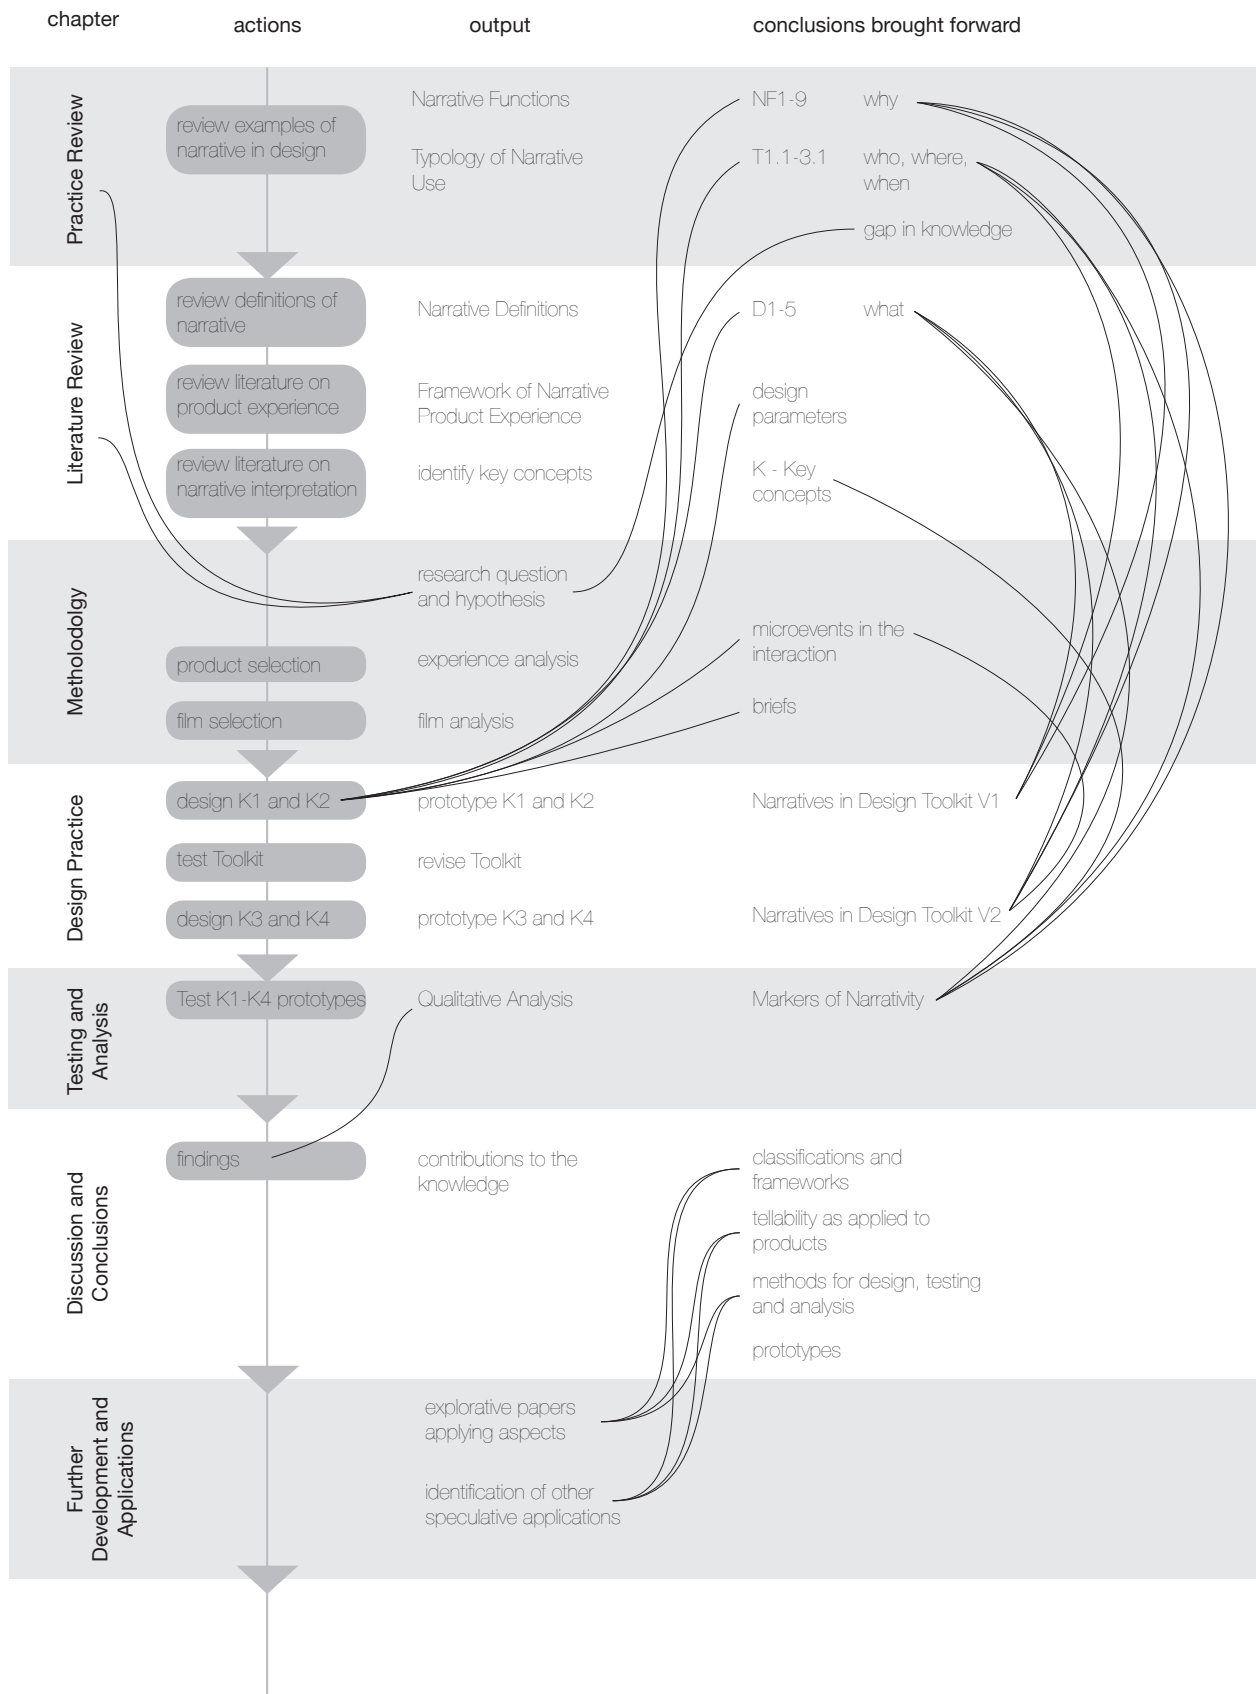 chapter
actions
output
conclusions brought forward
Practice Review
review examples of
narrative in design
Narrative Functions
Typology of Narrative
Use
NF1-9
why
T1.1-3.1
who, where,
when
gap in knowledge
Literature Review
review definitions of
narrative
Narrative Definitions
D1-5
what
review literature on
product experience
Framework of Narrative
Product Experience
design
parameters
review literature on
narrative interpretation
identify key concepts
K - Key
concepts
Metholodolgy
research question
and hypothesis
product selection
experience analysis
microevents in the
interaction
film selection
film analysis
briefs
Design Practice
design K1 and K2
prototype K1 and K2
Narratives in Design Toolkit V1
test Toolkit
revise Toolkit
design K3 and K4
prototype K3 and K4
Narratives in Design Toolkit V2
Testing and
Analysis
Test K1-K4 prototypes
Qualitative Analysis
Markers of Narrativity
Discussion and
Conclusions
findings
contributions to the
knowledge
classifications and
frameworks
tellability as applied to
products
methods for design, testing
and analysis
prototypes
Further
Development and
Applications
explorative papers
applying aspects
identification of other
speculative applications